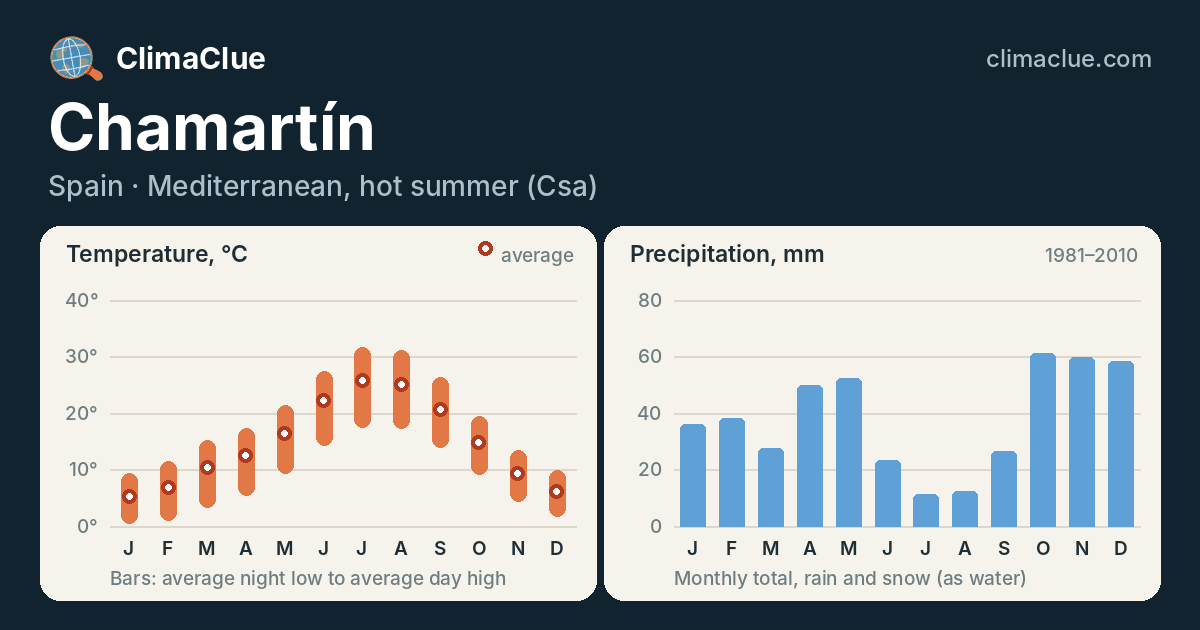 ClimaClue
climaclue.com
Chamartín
Spain · Mediterranean, hot summer (Csa)
Temperature, °C
average
40°
30°
20°
10°
0°
J F M A M J J A S O N D
Bars: average night low to average day high
Precipitation, mm
1981–2010
80
60
40
20
0
J F M A M J J A S O N D
Monthly total, rain and snow (as water)